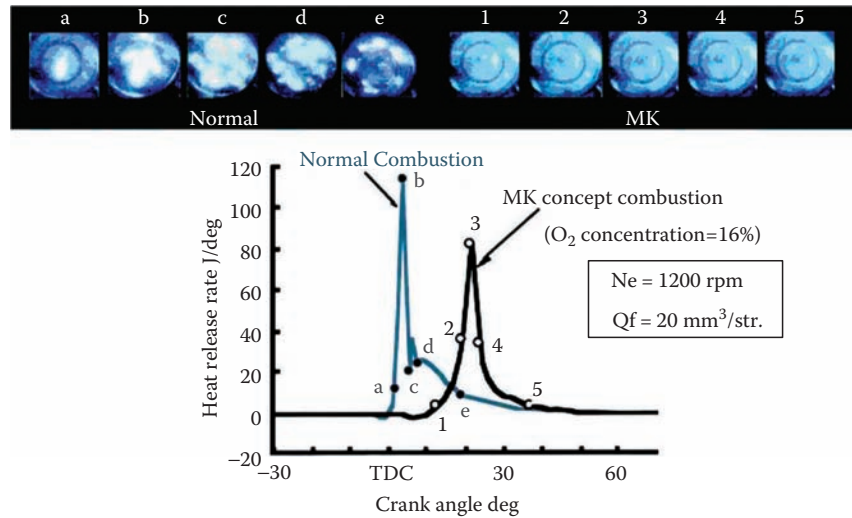 a b c d e 1 2 3 4 5
Normal MK
Normal Combustion
120
b
MK concept combustion
100
3
(O₂ concentration=16%)
80
Heat release rate J/deg
60
Ne = 1200 rpm
40
2
d
4
Qf = 20 mm³/str.
20
a
c
e
5
0
1
−20
−30 TDC 30 60
Crank angle deg